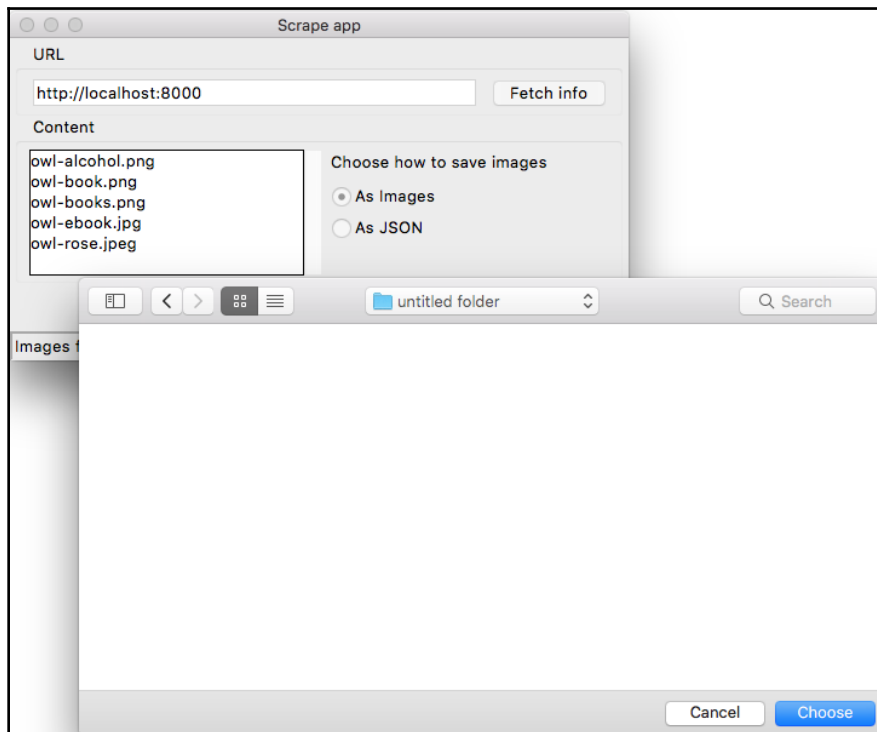 Scrape app
URL
http://localhost:8000
Fetch info
Content
owl-alcohol.png
owl-book.png
owl-books.png
owl-ebook.jpg
owl-rose.jpeg
Choose how to save images
As Images
As JSON
untitled folder
Search
Images
Cancel
Choose